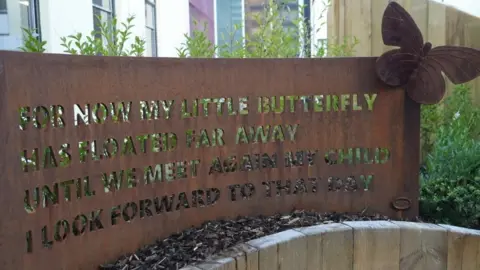 FOR NOW MY LITTLE BUTTERFLY
HAS FLOATED FAR AWAY
UNTIL WE MEET AGAIN MY CHILD
I LOOK FORWARD TO THAT DAY